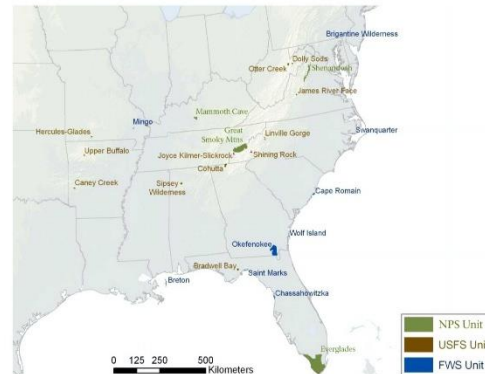 Brigantine Wilderness
Dolly Sods
Otter Creek
Shenandoah
James River Face
Mammoth Cave
Mingo
Hercules-Glades
Great
Smoky Mtns
Linville Gorge
Swanquarter
Upper Buffalo
Joyce Kilmer-Slickrock
Shining Rock
Cohutta
Caney Creek
Sipsey
Wilderness
Cape Romain
Wolf Island
Okefenokee
Bradwell Bay
Saint Marks
Breton
Chassahowitzka
Everglades
NPS Unit
USFS Uni
FWS Unit
0 125 250 500
Kilometers